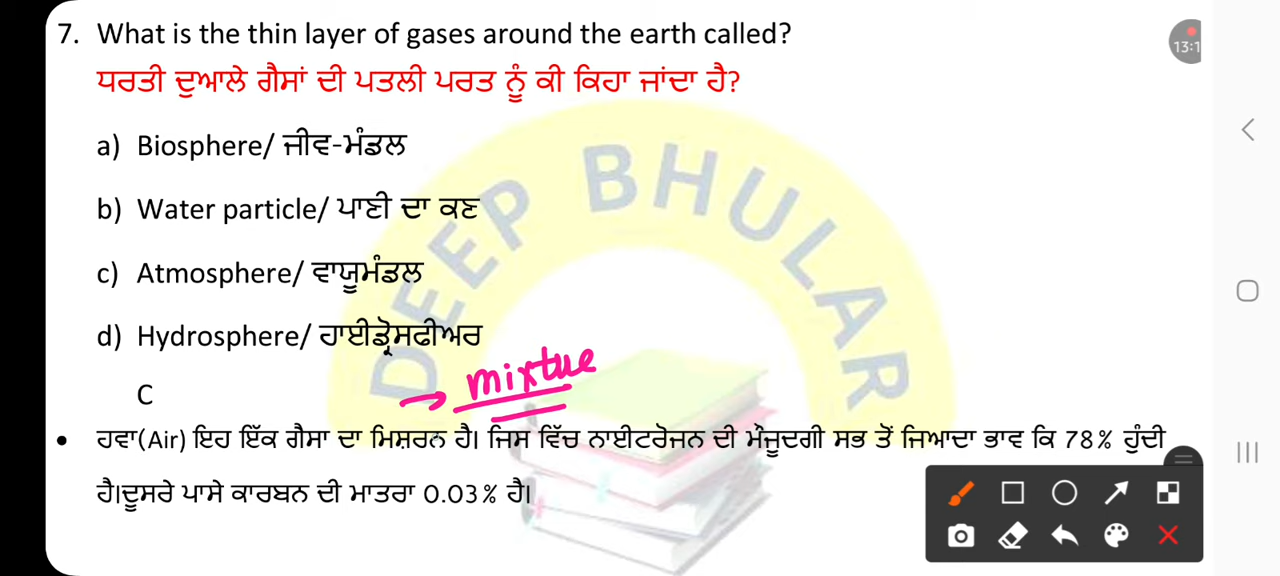 7. What is the thin layer of gases around the earth called?
13:1
ਧਰਤੀ ਦੁਆਲੇ ਗੈਸਾਂ ਦੀ ਪਤਲੀ ਪਰਤ ਨੂੰ ਕੀ ਕਿਹਾ ਜਾਂਦਾ ਹੈ?
a) Biosphere/ ਜੀਵ-ਮੰਡਲ
b) Water particle/ ਪਾਣੀ ਦਾ ਕਣ
c) Atmosphere/ ਵਾਯੂਮੰਡਲ
d) Hydrosphere/ ਹਾਈਡ੍ਰੋਸਫੀਅਰ
DEEP BHULAR
mixtue
C
• ਹਵਾ(Air) ਇਹ ਇੱਕ ਗੈਸਾ ਦਾ ਮਿਸ਼ਰਨ ਹੈ। ਜਿਸ ਵਿੱਚ ਨਾਈਟਰੋਜਨ ਦੀ ਮੌਜੂਦਗੀ ਸਭ ਤੋਂ ਜਿਆਦਾ ਭਾਵ ਕਿ 78% ਹੁੰਦੀ
ਹੈ।ਦੂਸਰੇ ਪਾਸੇ ਕਾਰਬਨ ਦੀ ਮਾਤਰਾ 0.03% ਹੈ।